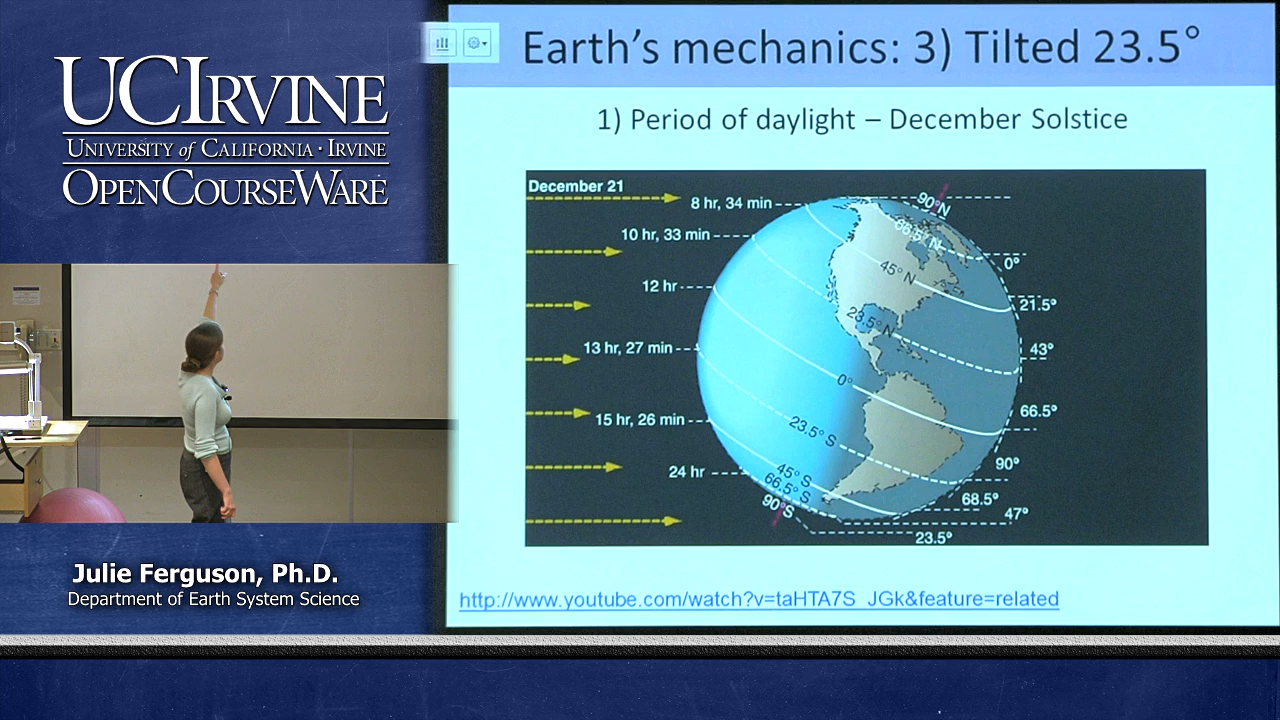 UCIRVINE
UNIVERSITY of CALIFORNIA · IRVINE
OPENCOURSEWARE
Julie Ferguson, Ph.D.
Department of Earth System Science
Earth's mechanics: 3) Tilted 23.5°
1) Period of daylight – December Solstice
December 21
8 hr, 34 min
10 hr, 33 min
12 hr
13 hr, 27 min
15 hr, 26 min
24 hr
90°N
66.5°N
45°N
23.5°N
0°
23.5°S
45°S
66.5°S
90°S
0°
21.5°
43°
66.5°
90°
68.5°
47°
23.5°
http://www.youtube.com/watch?v=taHTA7S_JGk&feature=related